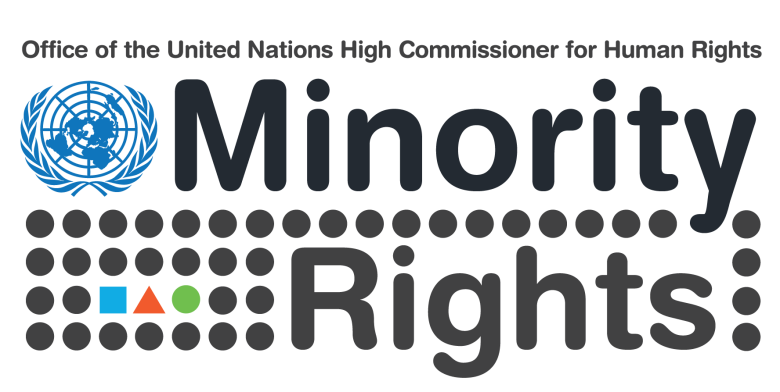 Office of the United Nations High Commissioner for Human Rights
Minority
Rights